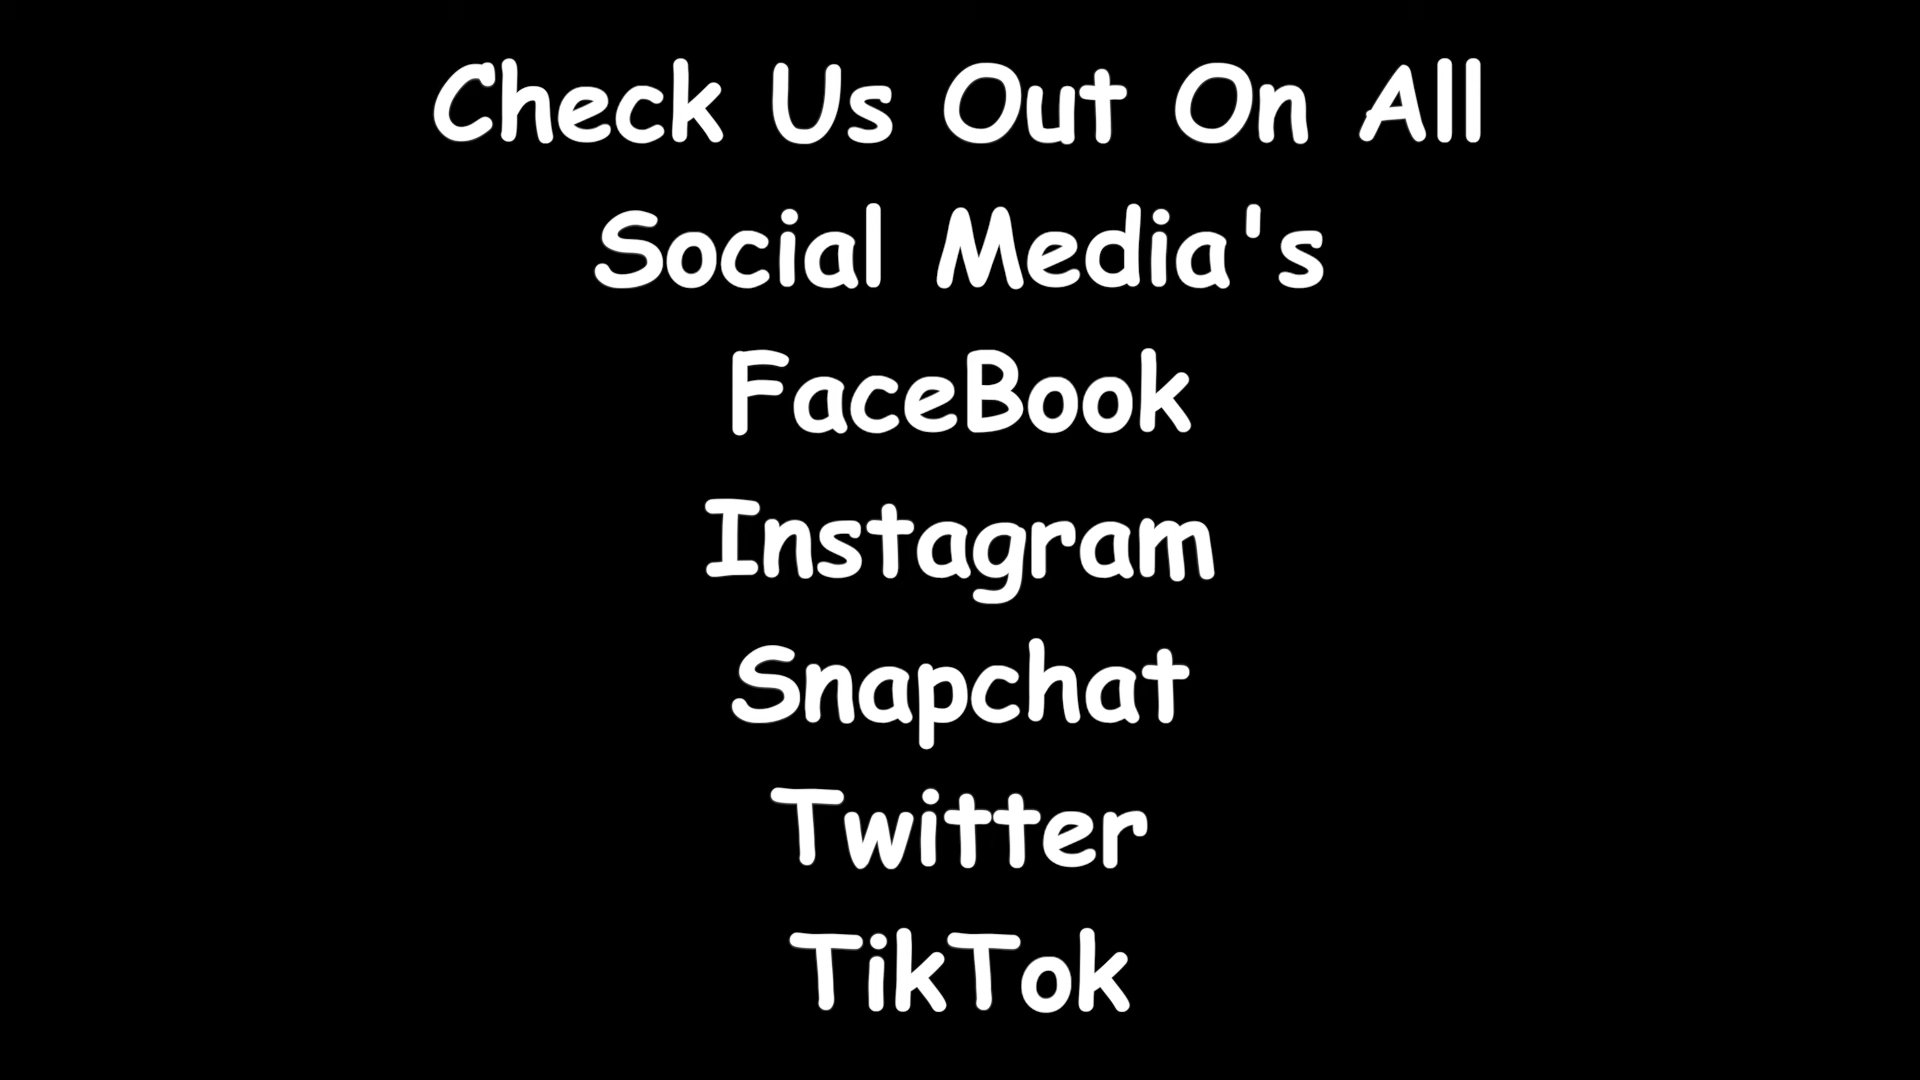 Check Us Out On All
Social Media's
FaceBook
Instagram
Snapchat
Twitter
TikTok